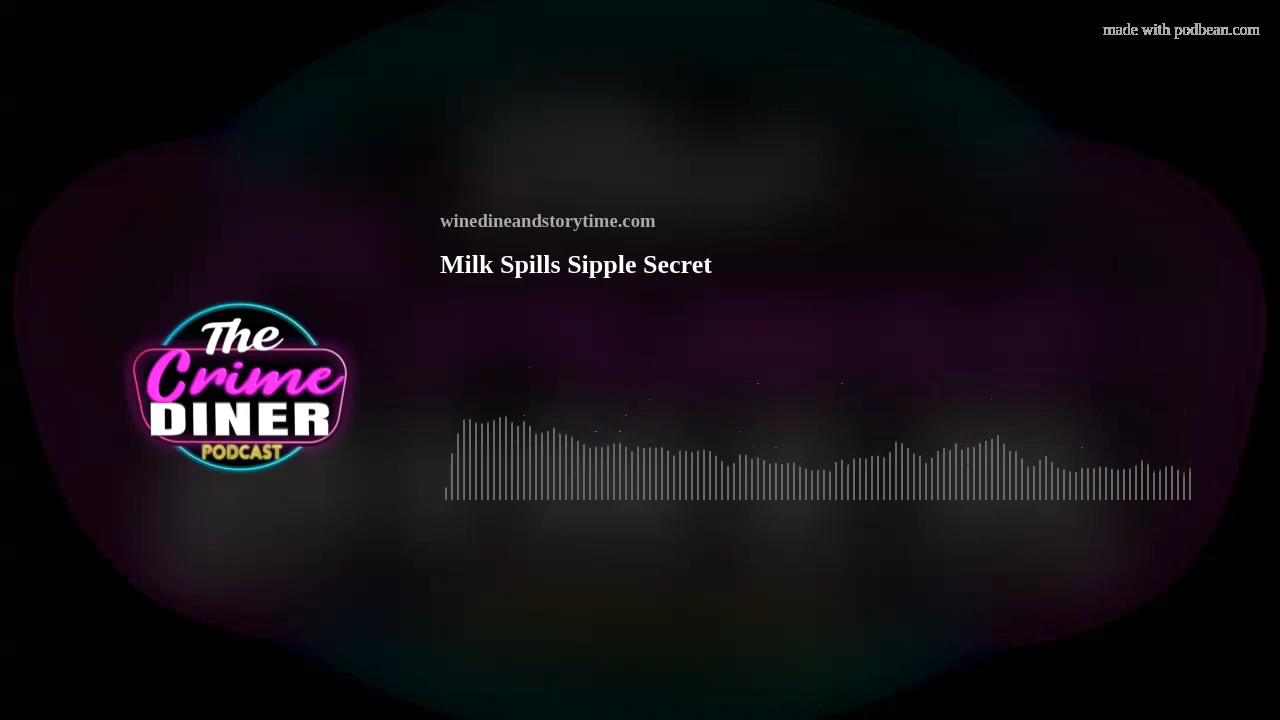 made with podbean.com
winedineandstorytime.com
Milk Spills Sipple Secret
The
Crime
DINER
PODCAST